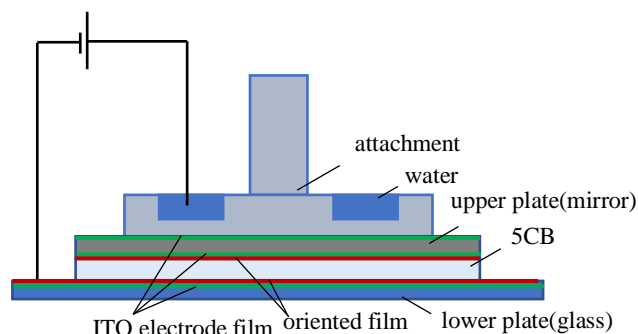 attachment
water
upper plate(mirror)
5CB
ITO electrode film
oriented film
lower plate(glass)